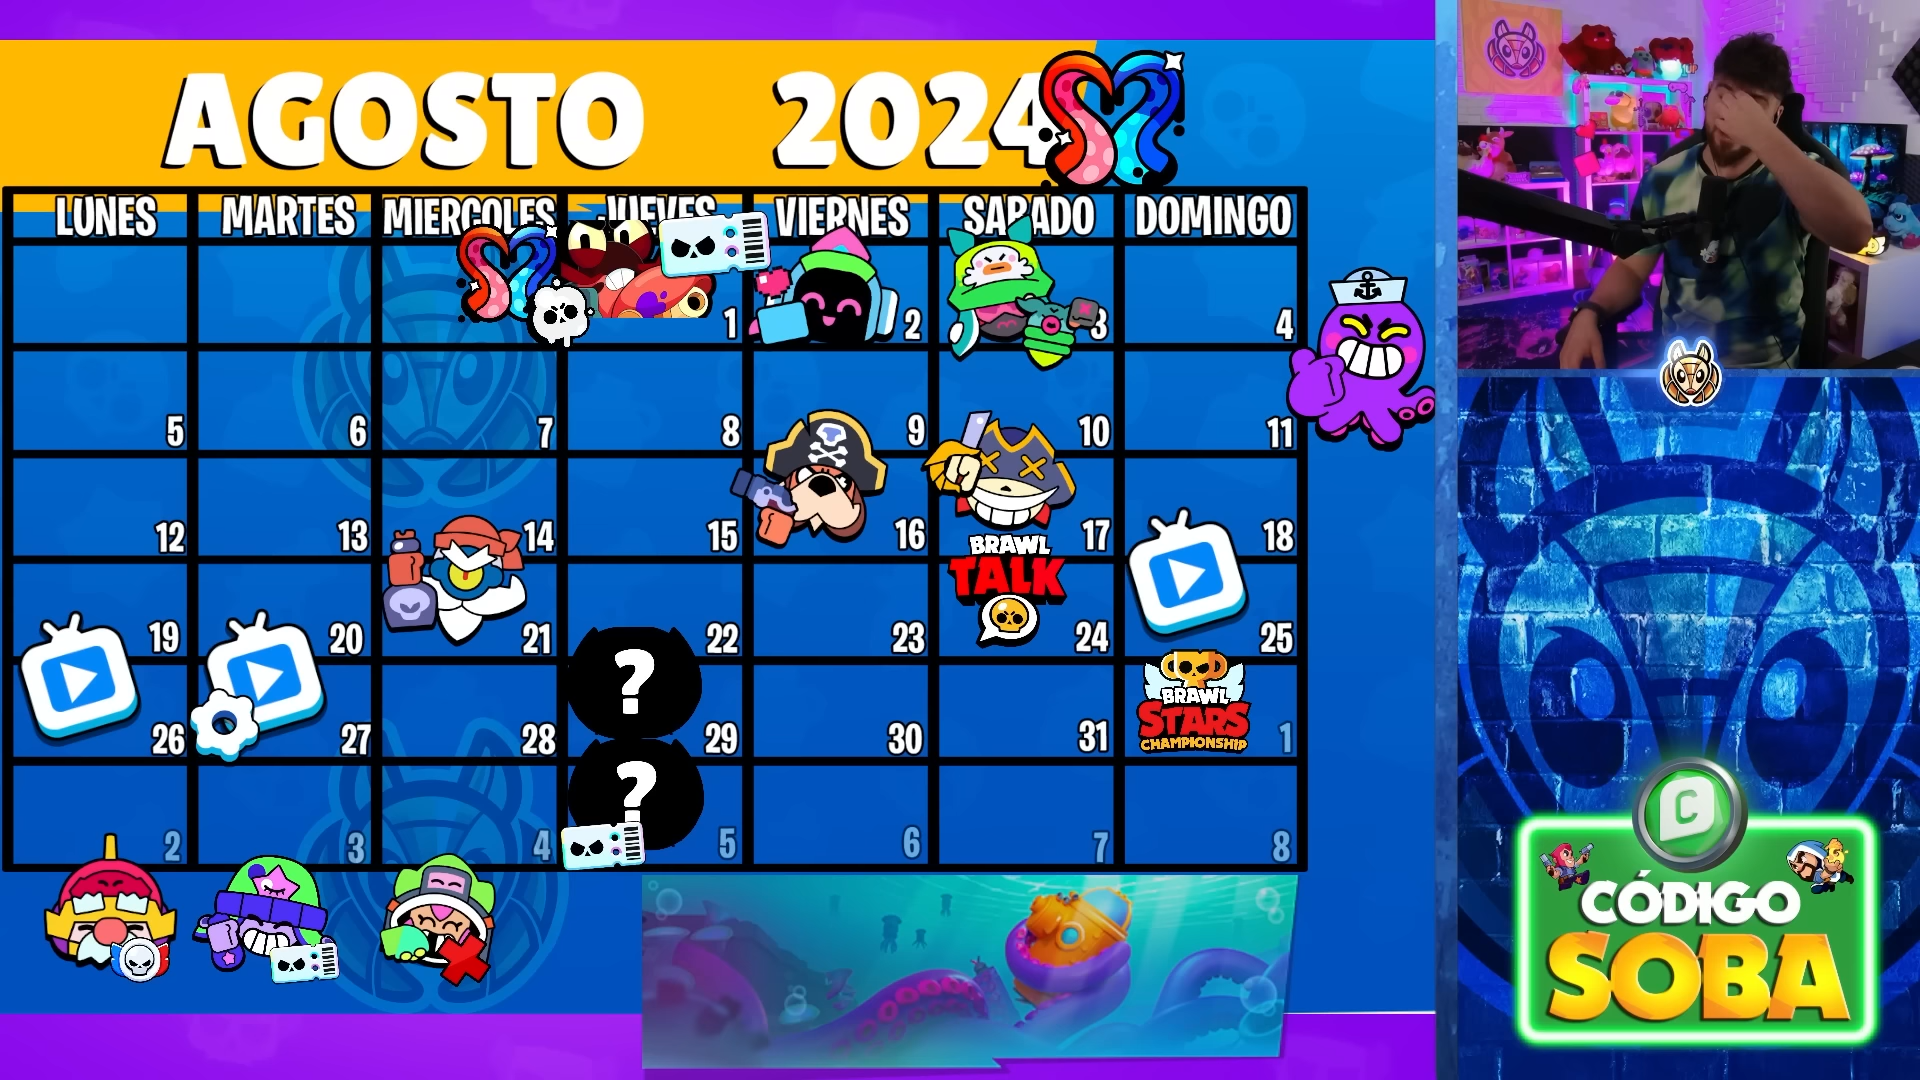 AGOSTO 2024
LUNES MARTES MIERCOLES JUEVES VIERNES SABADO DOMINGO
1 2 3 4
5 6 7 8 9 10 11
12 13 14 15 16 17 18
BRAWL
TALK
19 20 21 22 23 24 25
?
BRAWL
STARS
CHAMPIONSHIP
26 27 28 29 30 31 1
?
2 3 4 5 6 7 8
C
CÓDIGO
SOBA